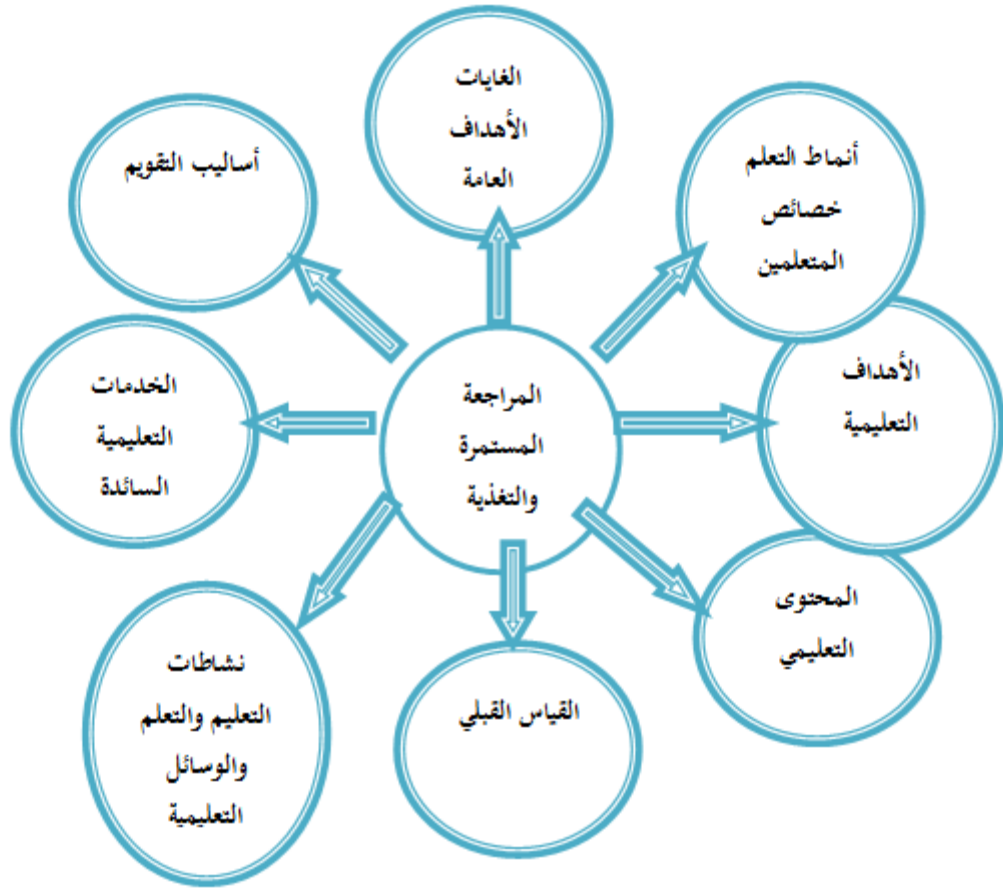 الغايات
الأهداف
العامة
أنماط التعلم
خصائص
المتعلمين
الأهداف
التعليمية
المحتوى
التعليمي
القياس القبلي
نشاطات
التعليم والتعلم
والوسائل
التعليمية
الخدمات
التعليمية
السائدة
أساليب التقويم
المراجعة
المستمرة
والتغذية